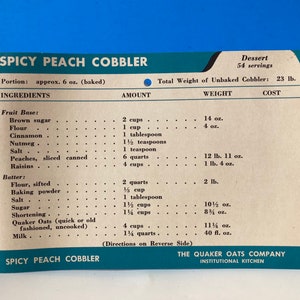 SPICY PEACH COBBLER
Dessert
54 servings
Portion: approx. 6 oz. (baked) Total Weight of Unbaked Cobbler: 23 lb.
INGREDIENTS AMOUNT WEIGHT COST
Fruit Base:
Brown sugar . . . . . . 2 cups . . . . . . 14 oz.
Flour . . . . . . 1 cup . . . . . . 4 oz.
Cinnamon . . . . . . 1 tablespoon
Nutmeg . . . . . . 1½ teaspoons
Salt . . . . . . 1 teaspoon
Peaches, sliced canned . . . . . . 6 quarts . . . . . . 12 lb. 11 oz.
Raisins . . . . . . 4 cups . . . . . . 1 lb. 4 oz.
Batter:
Flour, sifted . . . . . . 2 quarts . . . . . . 2 lb.
Baking powder . . . . . . cup
Salt . . . . . . 1 tablespoon
Sugar . . . . . . 1½ cups . . . . . . 10½ oz.
Shortening . . . . . . 1¼ cups . . . . . . 8¾ oz.
Quaker Oats (quick or old
fashioned, uncooked) . . . . . . 4 cups . . . . . . 11¼ oz.
Milk . . . . . . 1¼ quarts . . . . . . 40 fl. oz.
(Directions on Reverse Side)
SPICY PEACH COBBLER
THE QUAKER OATS COMPANY
INSTITUTIONAL KITCHEN